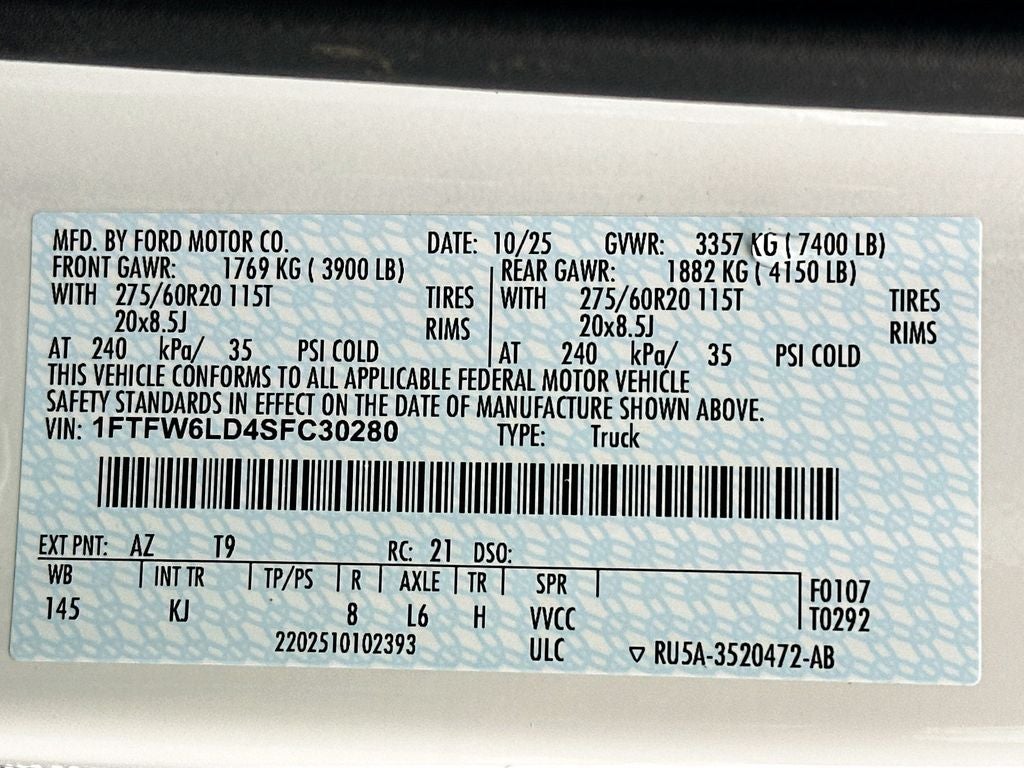 MFD. BY FORD MOTOR CO. DATE: 10/25 GVWR: 3357 KG ( 7400 LB)
FRONT GAWR: 1769 KG ( 3900 LB) REAR GAWR: 1882 KG ( 4150 LB)
WITH 275/60R20 115T TIRES WITH 275/60R20 115T TIRES
20x8.5J RIMS 20x8.5J RIMS
AT 240 kPa/ 35 PSI COLD AT 240 kPa/ 35 PSI COLD
THIS VEHICLE CONFORMS TO ALL APPLICABLE FEDERAL MOTOR VEHICLE
SAFETY STANDARDS IN EFFECT ON THE DATE OF MANUFACTURE SHOWN ABOVE.
VIN: 1FTFW6LD4SFC30280 TYPE: Truck
EXT PNT: AZ T9 RC: 21 DSO:
WB INT TR TP/PS R AXLE TR SPR F0107
145 KJ 8 L6 H VVCC T0292
2202510102393 ULC ▽ RU5A-3520472-AB